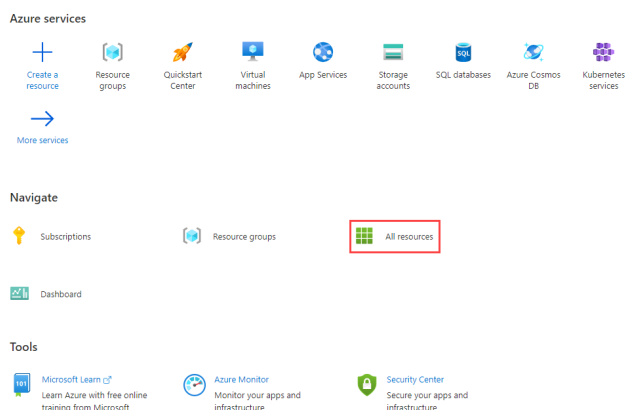 Azure services
Create a resource
Resource groups
Quickstart Center
Virtual machines
App Services
Storage accounts
SQL databases
Azure Cosmos DB
Kubernetes services
SQL
More services
Navigate
Subscriptions
Resource groups
All resources
Dashboard
Tools
101
Microsoft Learn
Learn Azure with free online
training from Microsoft
Azure Monitor
Monitor your apps and
infrastructure
Security Center
Secure your apps and
infrastructure